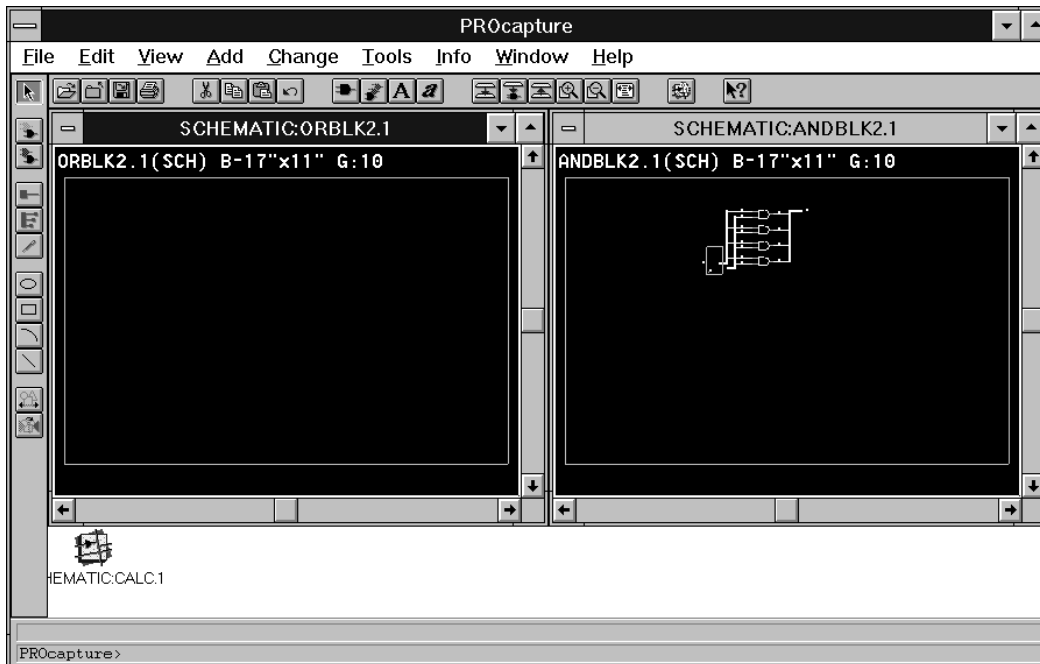 PROcapture
File Edit View Add Change Tools Info Window Help
A a ?
SCHEMATIC:ORBLK2.1
SCHEMATIC:ANDBLK2.1
ORBLK2.1(SCH) B-17"x11" G:10
ANDBLK2.1(SCH) B-17"x11" G:10
HEMATIC:CALC.1
PROcapture>